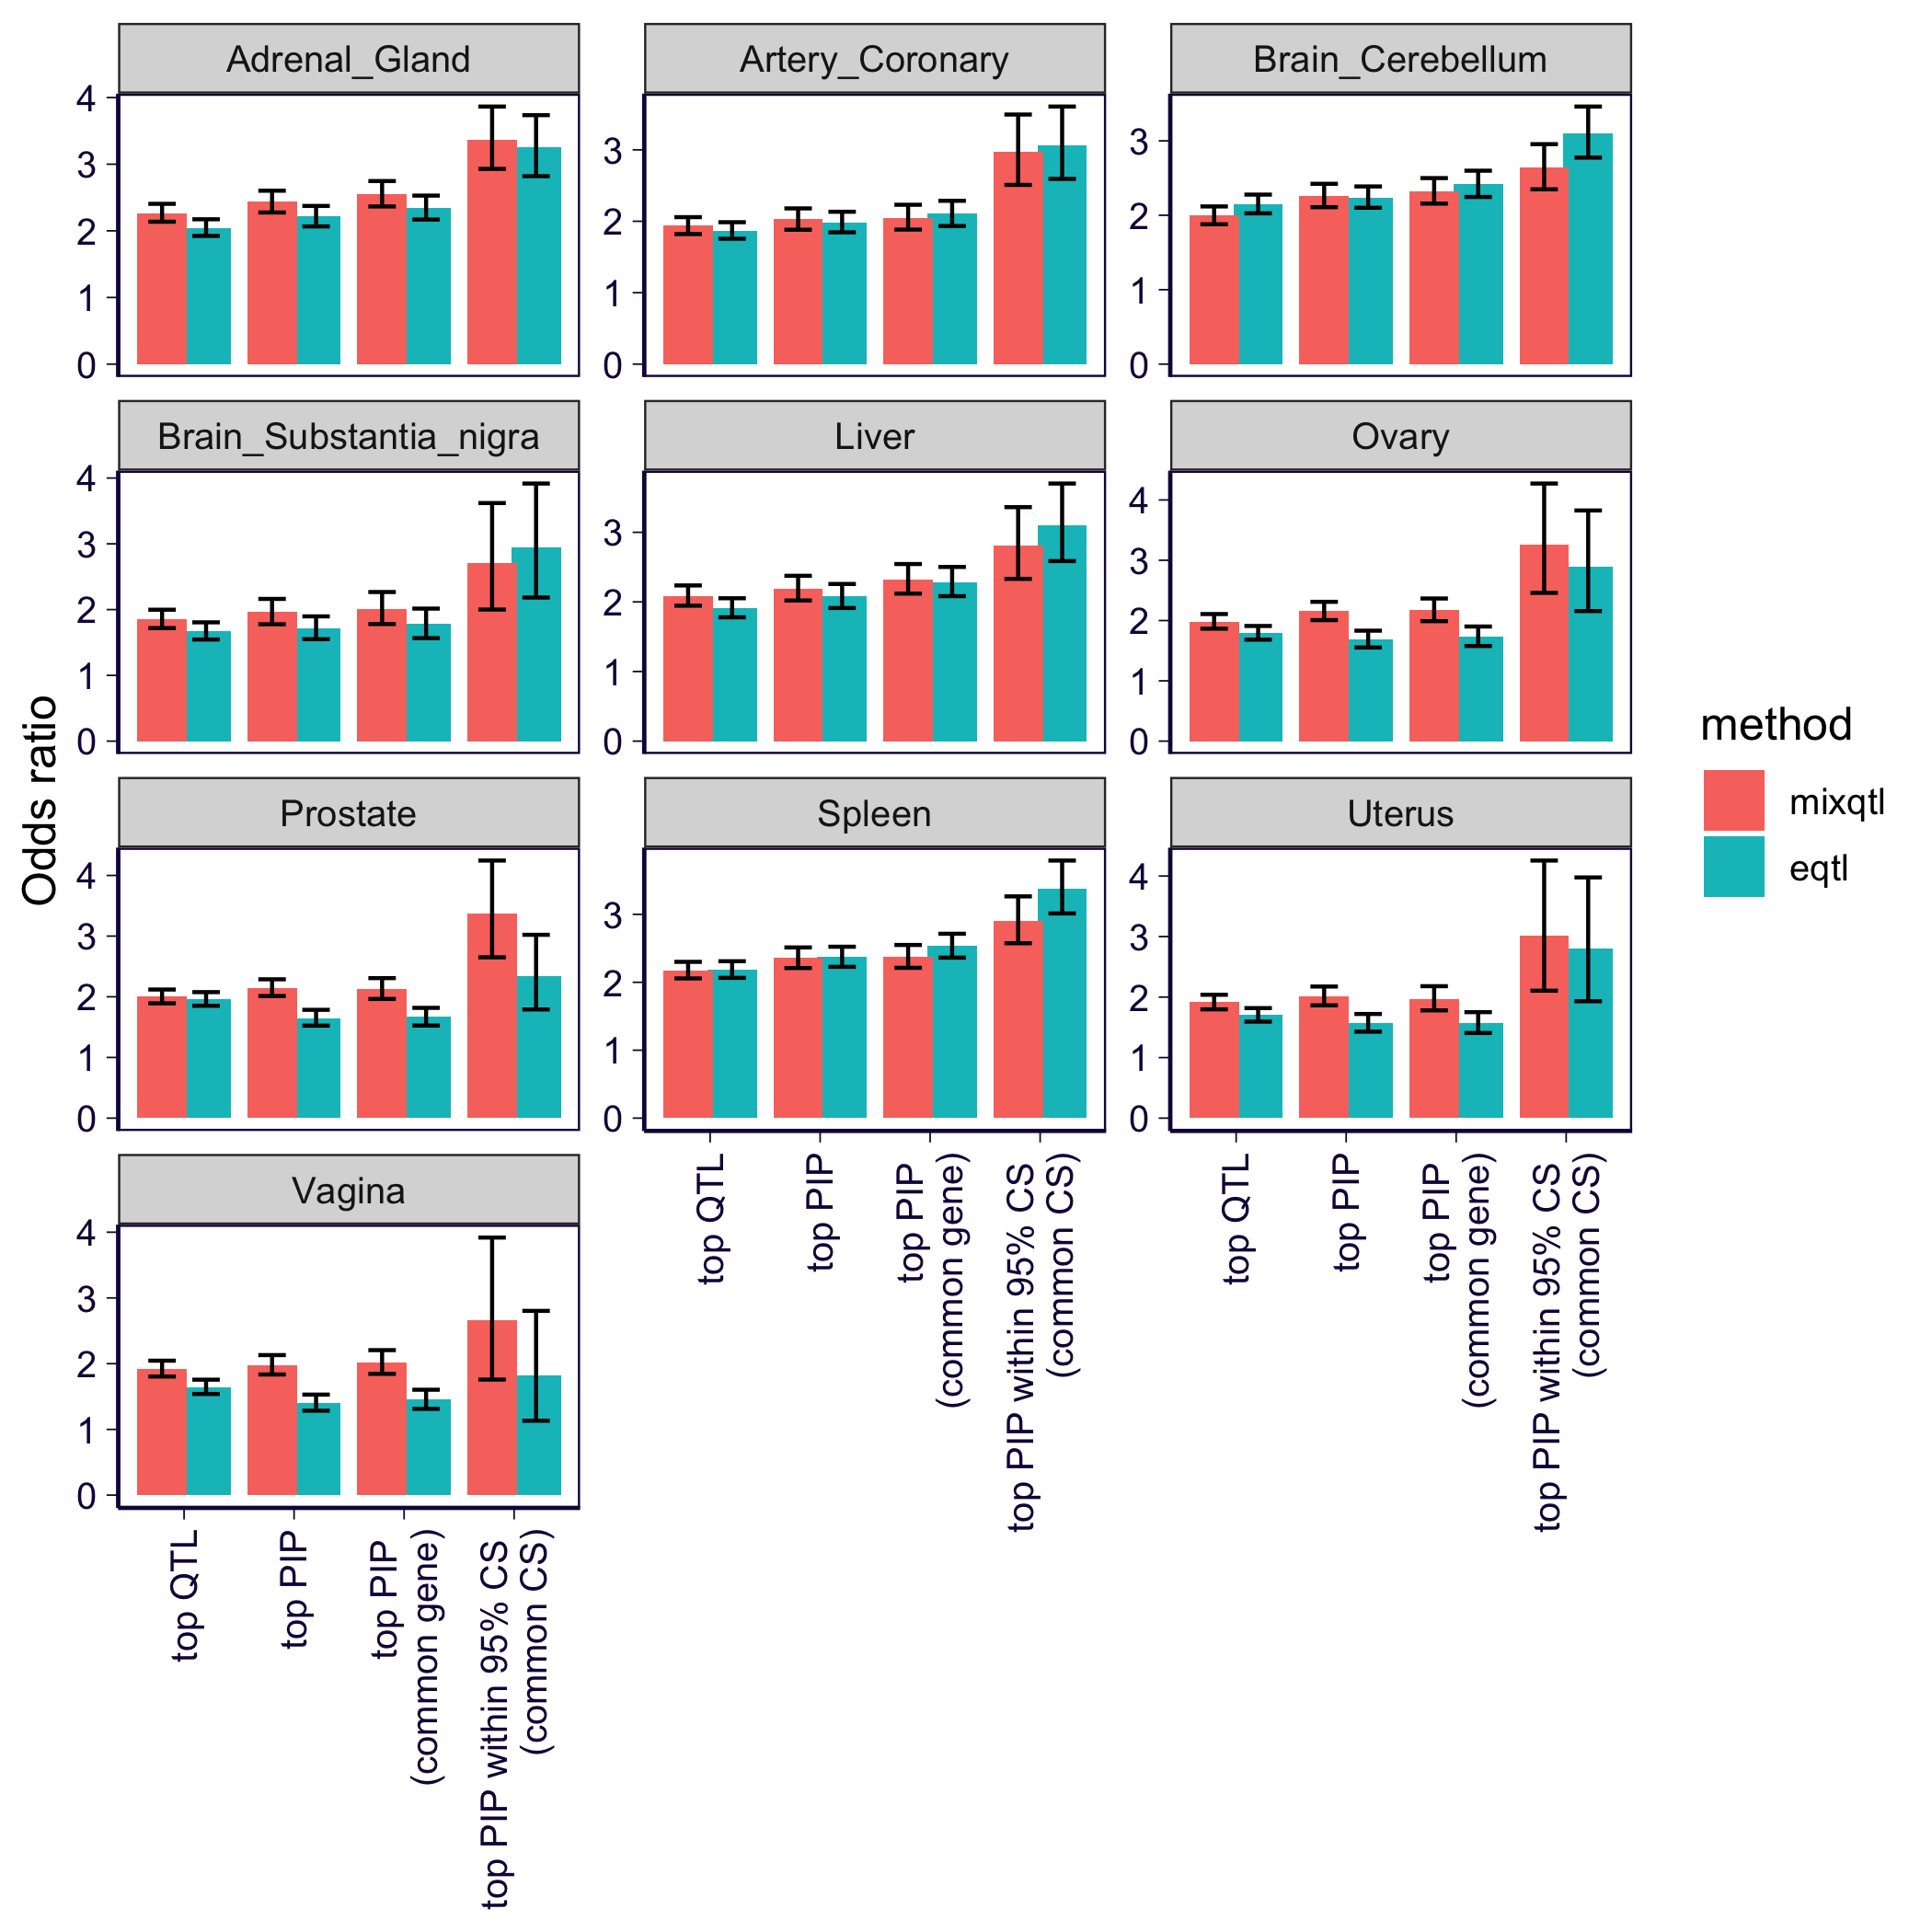 Adrenal_Gland
Artery_Coronary
Brain_Cerebellum
4
3
2
1
0
3
2
1
0
3
2
1
0
Brain_Substantia_nigra
Liver
Ovary
4
3
2
1
0
3
2
1
0
4
3
2
1
0
Odds ratio
method
mixqtl
eqtl
Prostate
Spleen
Uterus
4
3
2
1
0
3
2
1
0
4
3
2
1
0
top QTL
top PIP
top PIP
(common gene)
top PIP within 95% CS
(common CS)
top QTL
top PIP
top PIP
(common gene)
top PIP within 95% CS
(common CS)
Vagina
4
3
2
1
0
top QTL
top PIP
top PIP
(common gene)
top PIP within 95% CS
(common CS)